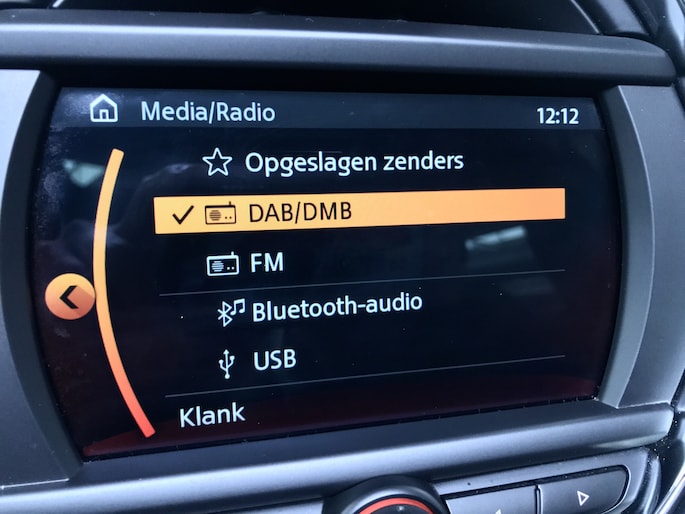 Media/Radio 12:12
Opgeslagen zenders
DAB/DMB
FM
Bluetooth-audio
USB
Klank